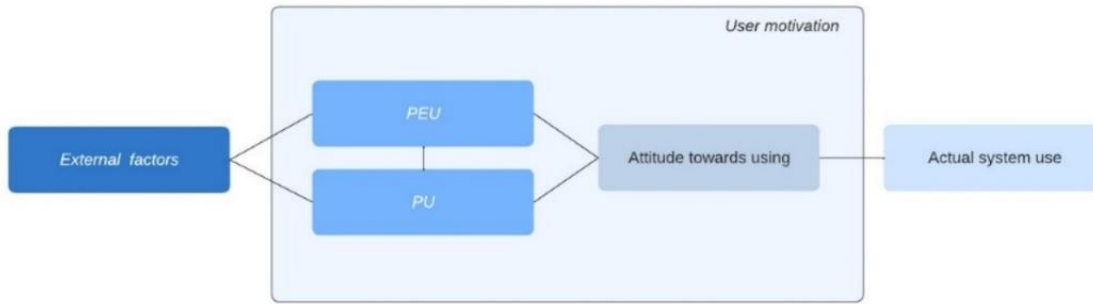 User motivation
PEU
External factors
Attitude towards using
Actual system use
PU